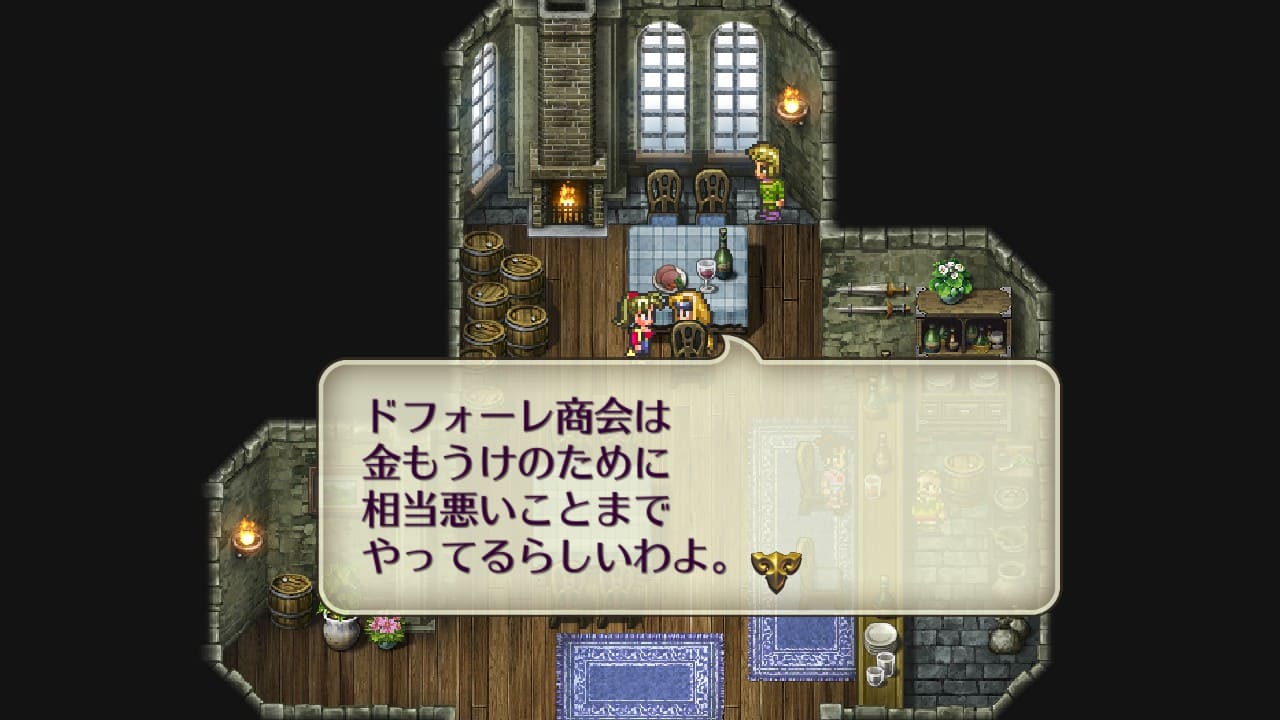 ドフォーレ商会は
金もうけのために
相当悪いことまで
やってるらしいわよ。